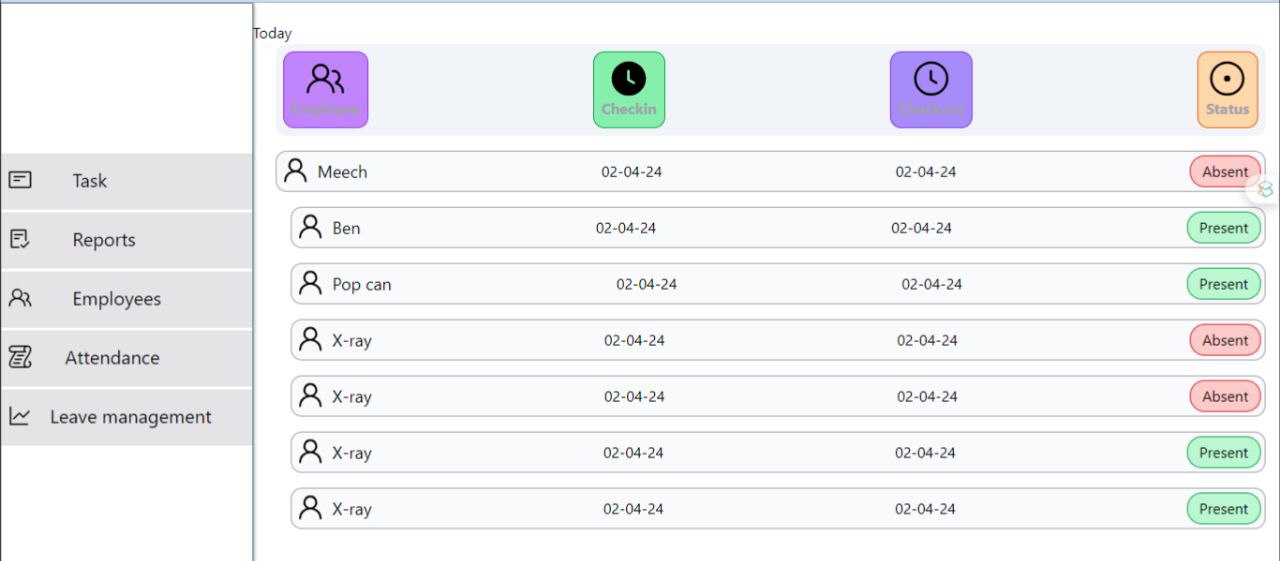 Today
Employee Checkin Checkout Status
Task
Reports
Employees
Attendance
Leave management
Meech 02-04-24 02-04-24 Absent
Ben 02-04-24 02-04-24 Present
Pop can 02-04-24 02-04-24 Present
X-ray 02-04-24 02-04-24 Absent
X-ray 02-04-24 02-04-24 Absent
X-ray 02-04-24 02-04-24 Present
X-ray 02-04-24 02-04-24 Present